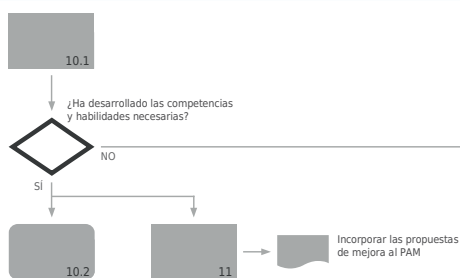 10.1
¿Ha desarrollado las competencias
y habilidades necesarias?
NO
SÍ
10.2
11
Incorporar las propuestas
de mejora al PAM